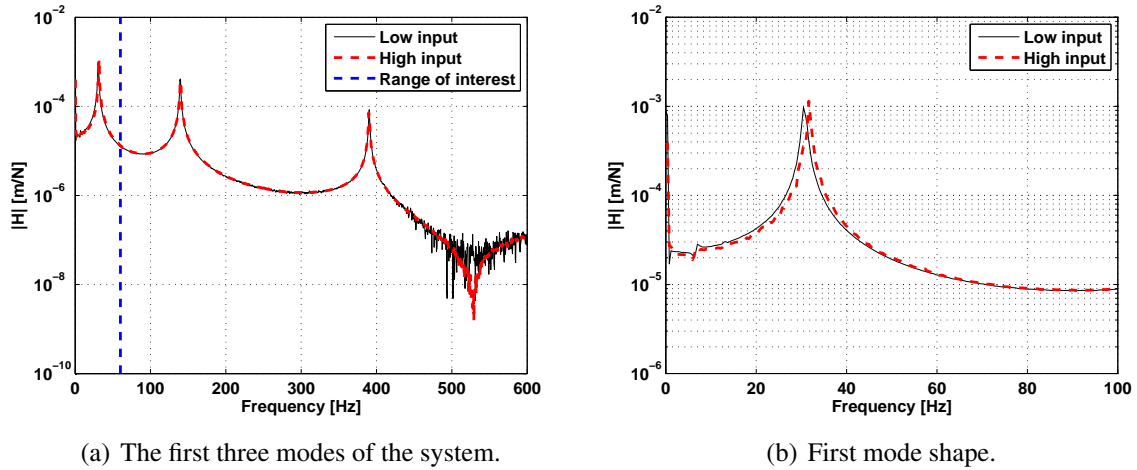 10⁻²
10⁻⁴
10⁻⁶
10⁻⁸
10⁻¹⁰
|H| [m/N]
0 100 200 300 400 500 600
Frequency [Hz]
Low input
High input
Range of interest
(a) The first three modes of the system.
10⁻²
10⁻³
10⁻⁴
10⁻⁵
10⁻⁶
|H| [m/N]
0 20 40 60 80 100
Frequency [Hz]
Low input
High input
(b) First mode shape.